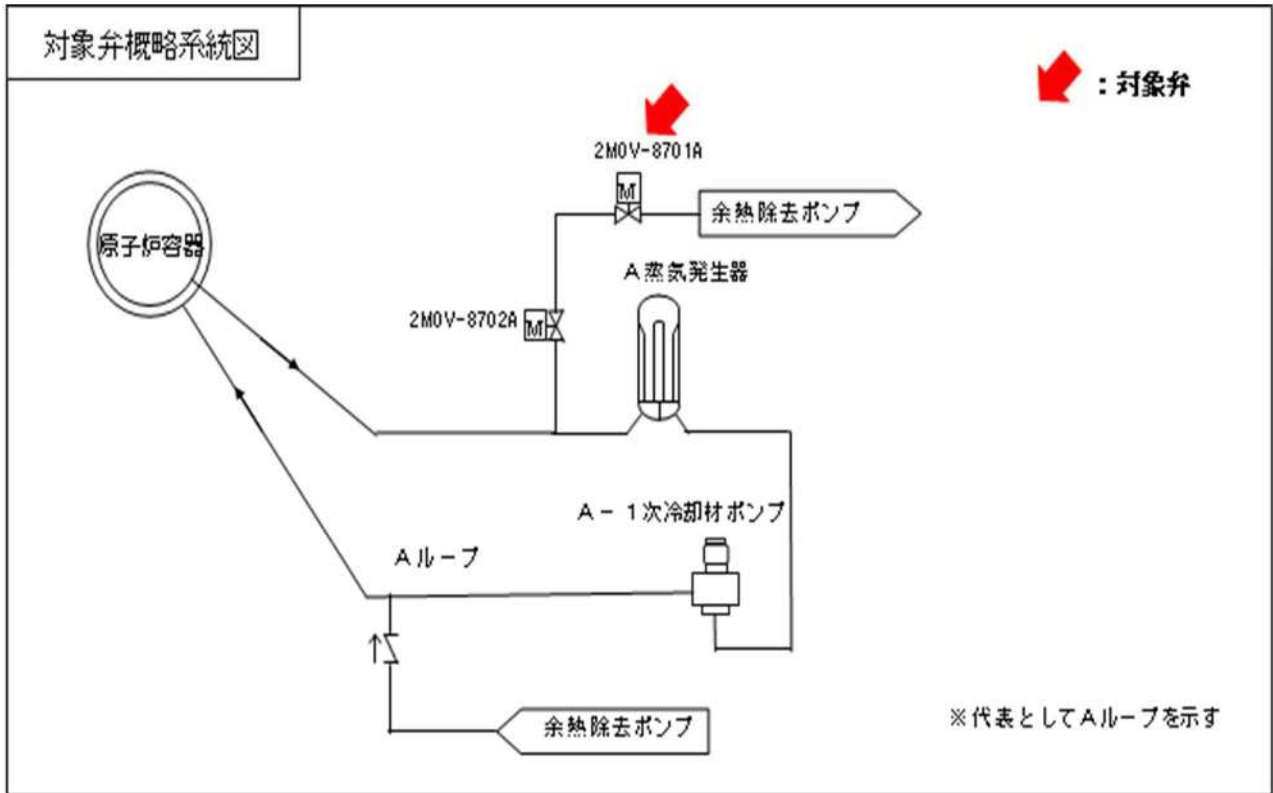 対象弁概略系統図
：対象弁
2MOV-8701A
M
余熱除去ポンプ
原子炉容器
A蒸気発生器
2MOV-8702A
M
A－1次冷却材ポンプ
Aループ
余熱除去ポンプ
※代表としてAループを示す